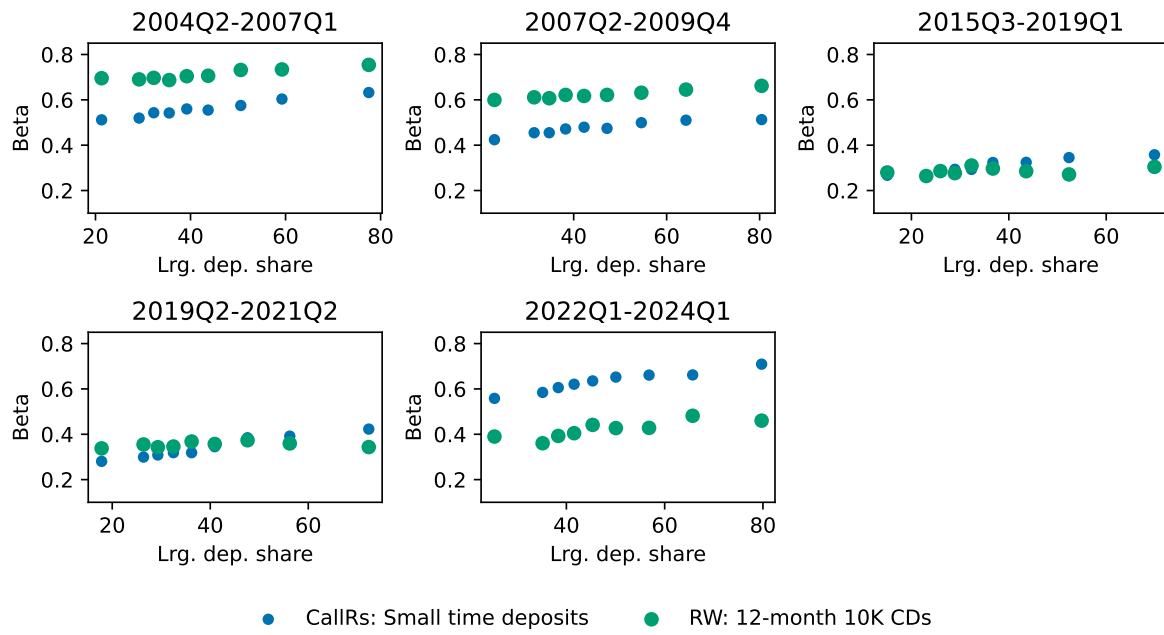 2004Q2-2007Q1
2007Q2-2009Q4
2015Q3-2019Q1
0.8
0.6
0.4
0.2
Beta
20
40
60
80
Lrg. dep. share
0.8
0.6
0.4
0.2
Beta
40
60
80
Lrg. dep. share
0.8
0.6
0.4
0.2
Beta
20
40
60
Lrg. dep. share
2019Q2-2021Q2
2022Q1-2024Q1
0.8
0.6
0.4
0.2
Beta
20
40
60
Lrg. dep. share
0.8
0.6
0.4
0.2
Beta
40
60
80
Lrg. dep. share
CallRs: Small time deposits
RW: 12-month 10K CDs